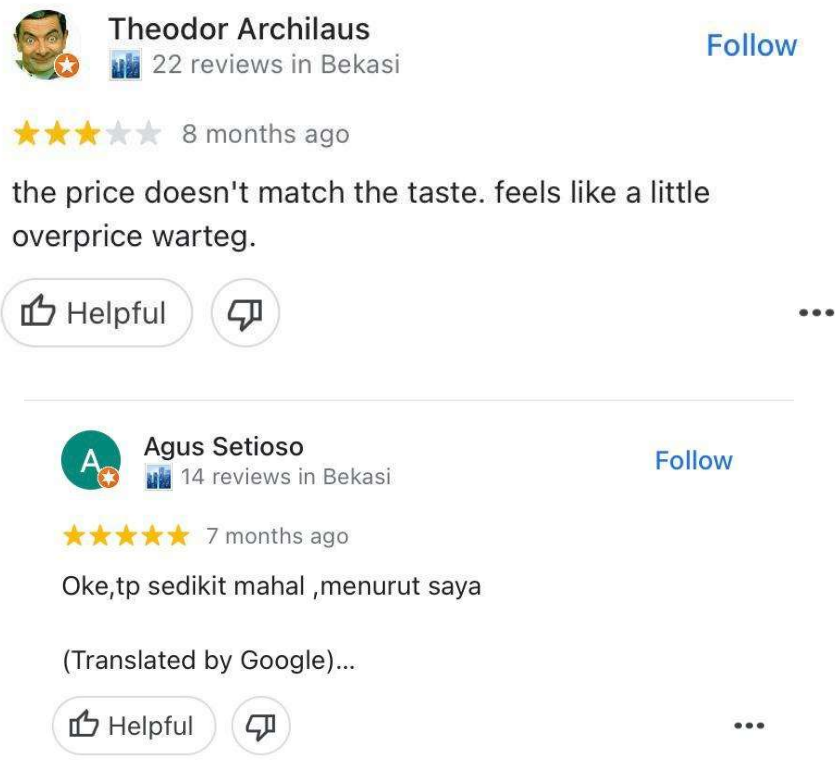 Theodor Archilaus
22 reviews in Bekasi
Follow
8 months ago
the price doesn't match the taste. feels like a little
overprice warteg.
Helpful
Agus Setioso
14 reviews in Bekasi
Follow
A
7 months ago
Oke,tp sedikit mahal ,menurut saya
(Translated by Google)...
Helpful